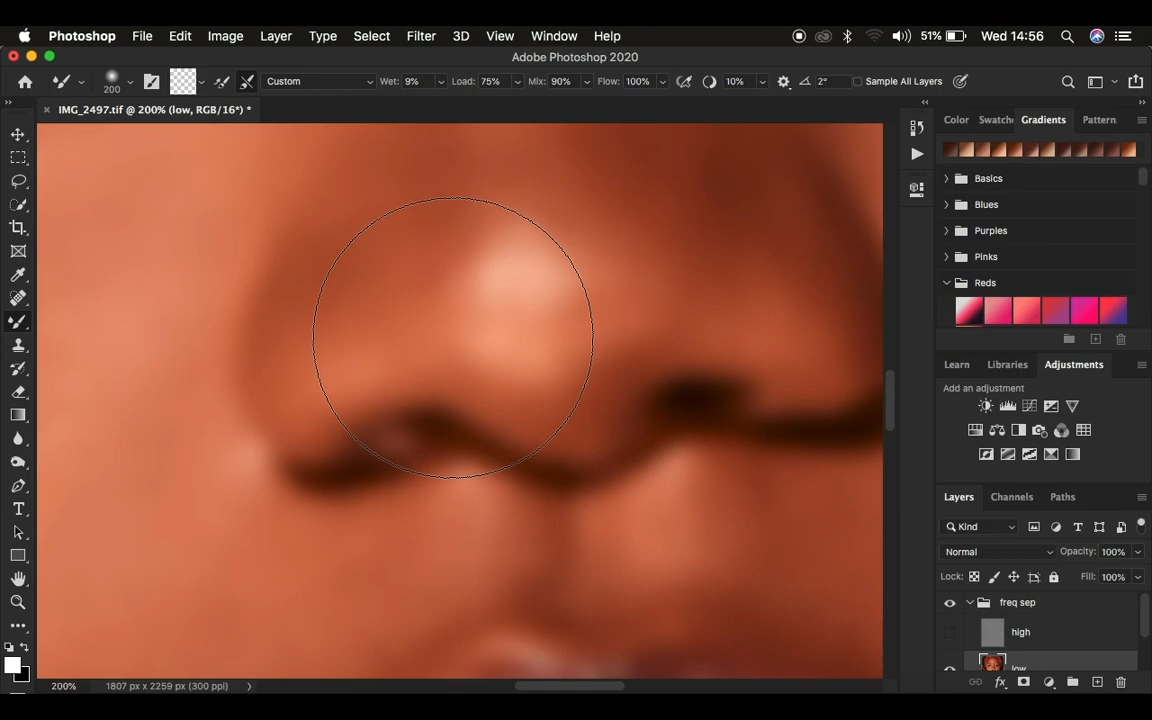 Photoshop File Edit Image Layer Type Select Filter 3D View Window Help 51% Wed 14:56
Adobe Photoshop 2020
200 Custom Wet: 9% Load: 75% Mix: 90% Flow: 100% 10% 2° Sample All Layers
IMG_2497.tif @ 200% (low, RGB/16*) *
Color Swatche Gradients Pattern
Basics
Blues
Purples
Pinks
Reds
Learn Libraries Adjustments
Add an adjustment
Layers Channels Paths
Kind
Normal Opacity: 100%
Lock: Fill: 100%
freq sep
high
low
200% 1807 px x 2259 px (300 ppi)